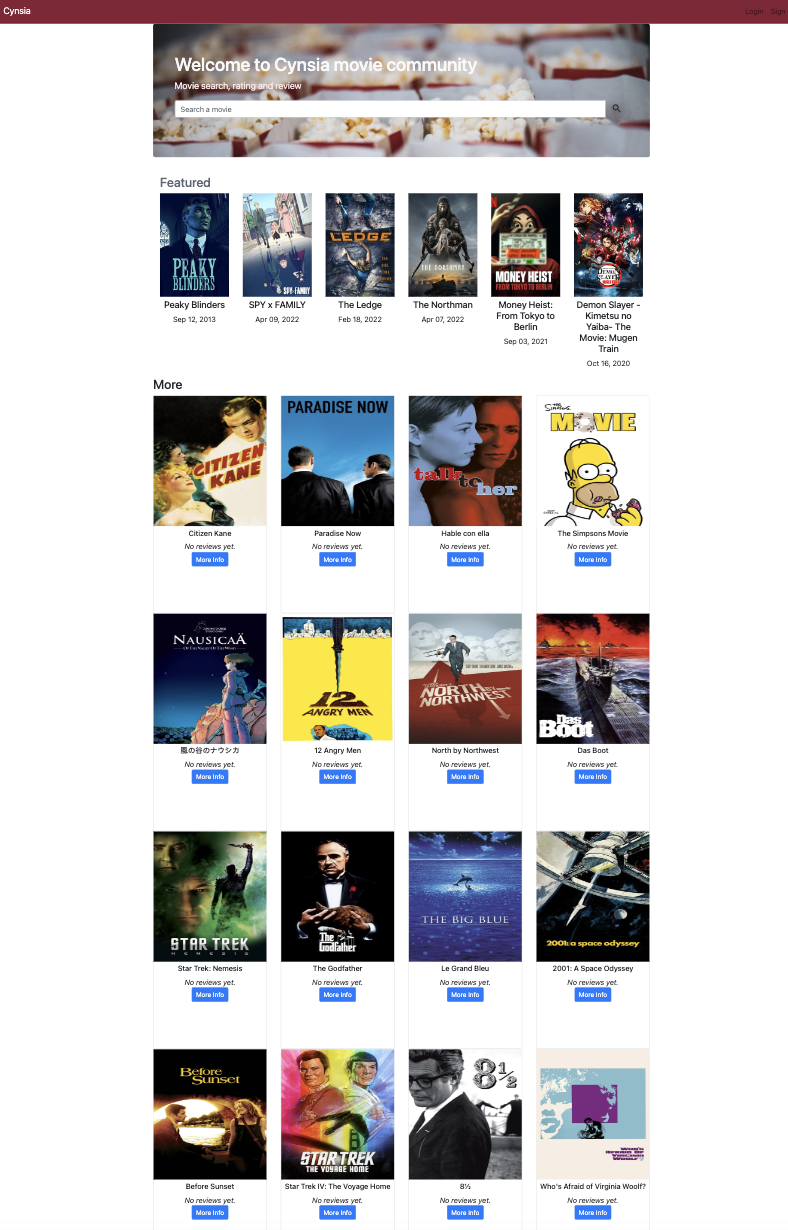 Cynsia
Login Sign
Welcome to Cynsia movie community
Movie search, rating and review
Search a movie
Featured
PEAKY
BLINDERS
SPY×FAMILY
LEDGE
THE NORTHMAN
MONEY HEIST
FROM TOKYO TO BERLIN
DEMON
SLAYER
Peaky Blinders
Sep 12, 2013
SPY x FAMILY
Apr 09, 2022
The Ledge
Feb 18, 2022
The Northman
Apr 07, 2022
Money Heist:
From Tokyo to
Berlin
Sep 03, 2021
Demon Slayer -
Kimetsu no
Yaiba- The
Movie: Mugen
Train
Oct 16, 2020
More
CITIZEN
KANE
PARADISE NOW
talk to
her
THE
SIMPSONS
MOVIE
Citizen Kane
No reviews yet.
More Info
Paradise Now
No reviews yet.
More Info
Hable con ella
No reviews yet.
More Info
The Simpsons Movie
No reviews yet.
More Info
NAUSICAÄ
OF THE VALLEY OF THE WIND
12
ANGRY MEN
NORTH BY
NORTHWEST
Das
Boot
風の谷のナウシカ
No reviews yet.
More Info
12 Angry Men
No reviews yet.
More Info
North by Northwest
No reviews yet.
More Info
Das Boot
No reviews yet.
More Info
STAR TREK
NEMESIS
The
Godfather
THE BIG BLUE
2001: a space odyssey
Star Trek: Nemesis
No reviews yet.
More Info
The Godfather
No reviews yet.
More Info
Le Grand Bleu
No reviews yet.
More Info
2001: A Space Odyssey
No reviews yet.
More Info
Before
Sunset
STAR TREK
THE VOYAGE HOME
8½
WHO'S
AFRAID OF
VIRGINIA
WOOLF?
Before Sunset
No reviews yet.
More Info
Star Trek IV: The Voyage Home
No reviews yet.
More Info
8½
No reviews yet.
More Info
Who's Afraid of Virginia Woolf?
No reviews yet.
More Info